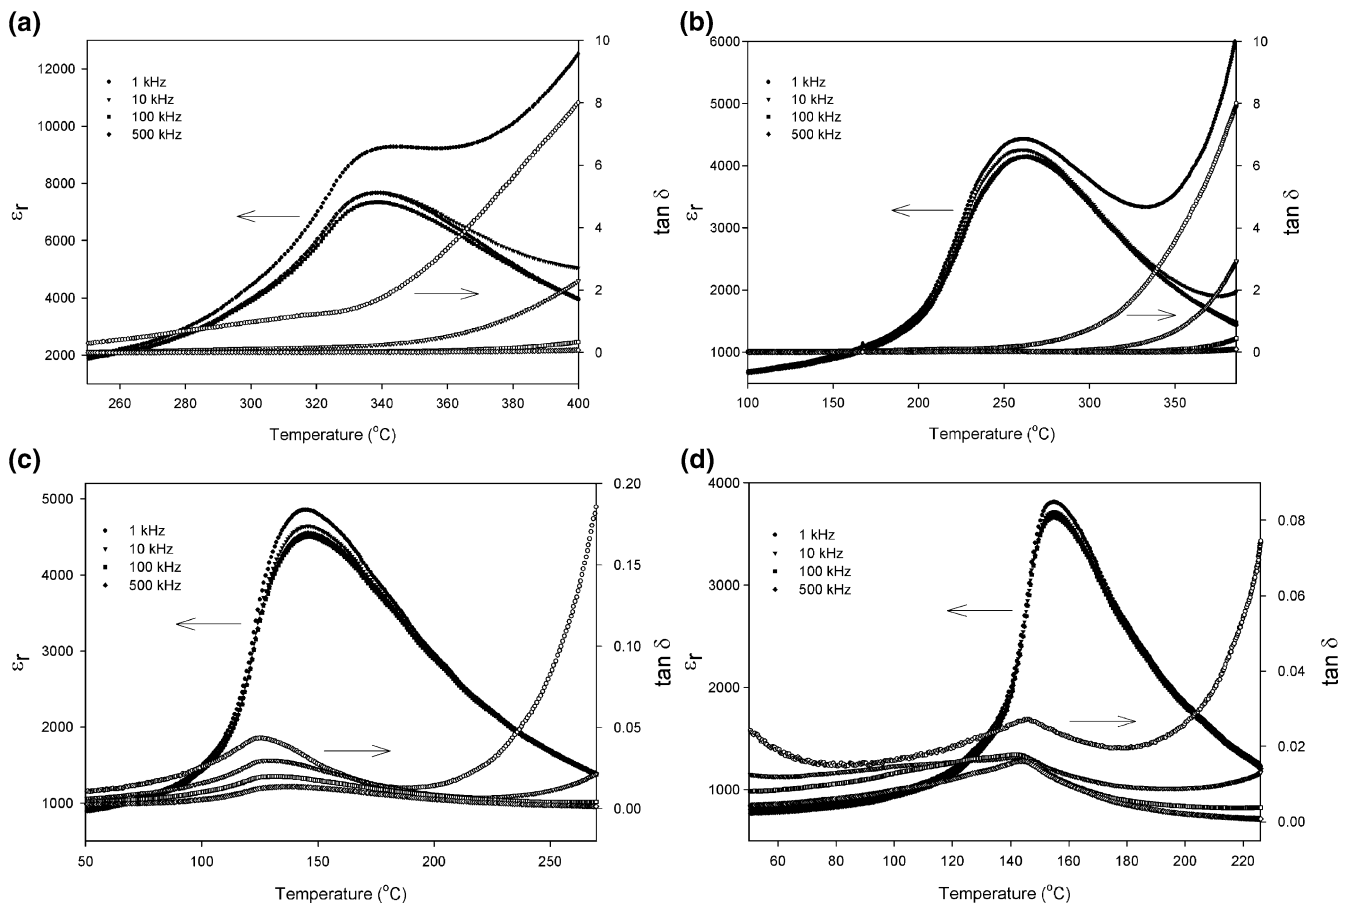 (a)
12000
10000
8000
6000
4000
2000
εr
1 kHz
10 kHz
100 kHz
500 kHz
10
8
6
4
2
0
tan δ
260 280 300 320 340 360 380 400
Temperature (oC)
(b)
6000
5000
4000
3000
2000
1000
εr
1 kHz
10 kHz
100 kHz
500 kHz
10
8
6
4
2
0
tan δ
100 150 200 250 300 350
Temperature (oC)
(c)
5000
4000
3000
2000
1000
εr
1 kHz
10 kHz
100 kHz
500 kHz
0.20
0.15
0.10
0.05
0.00
tan δ
50 100 150 200 250
Temperature (oC)
(d)
4000
3000
2000
1000
εr
1 kHz
10 kHz
100 kHz
500 kHz
0.08
0.06
0.04
0.02
0.00
tan δ
60 80 100 120 140 160 180 200 220
Temperature (oC)